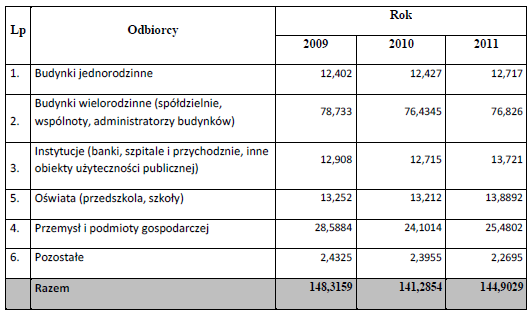 Lp Odbiorcy Rok
2009 2010 2011
1. Budynki jednorodzinne 12,402 12,427 12,717
Budynki wielorodzinne (spółdzielnie,
2. wspólnoty, administratorzy budynków) 78,733 76,4345 76,826
Instytucje (banki, szpitale i przychodznie, inne
3. obiekty użyteczności publicznej) 12,908 12,715 13,721
5. Oświata (przedszkola, szkoły) 13,252 13,212 13,8892
4. Przemysł i podmioty gospodarczej 28,5884 24,1014 25,4802
6. Pozostałe 2,4325 2,3955 2,2695
Razem 148,3159 141,2854 144,9029